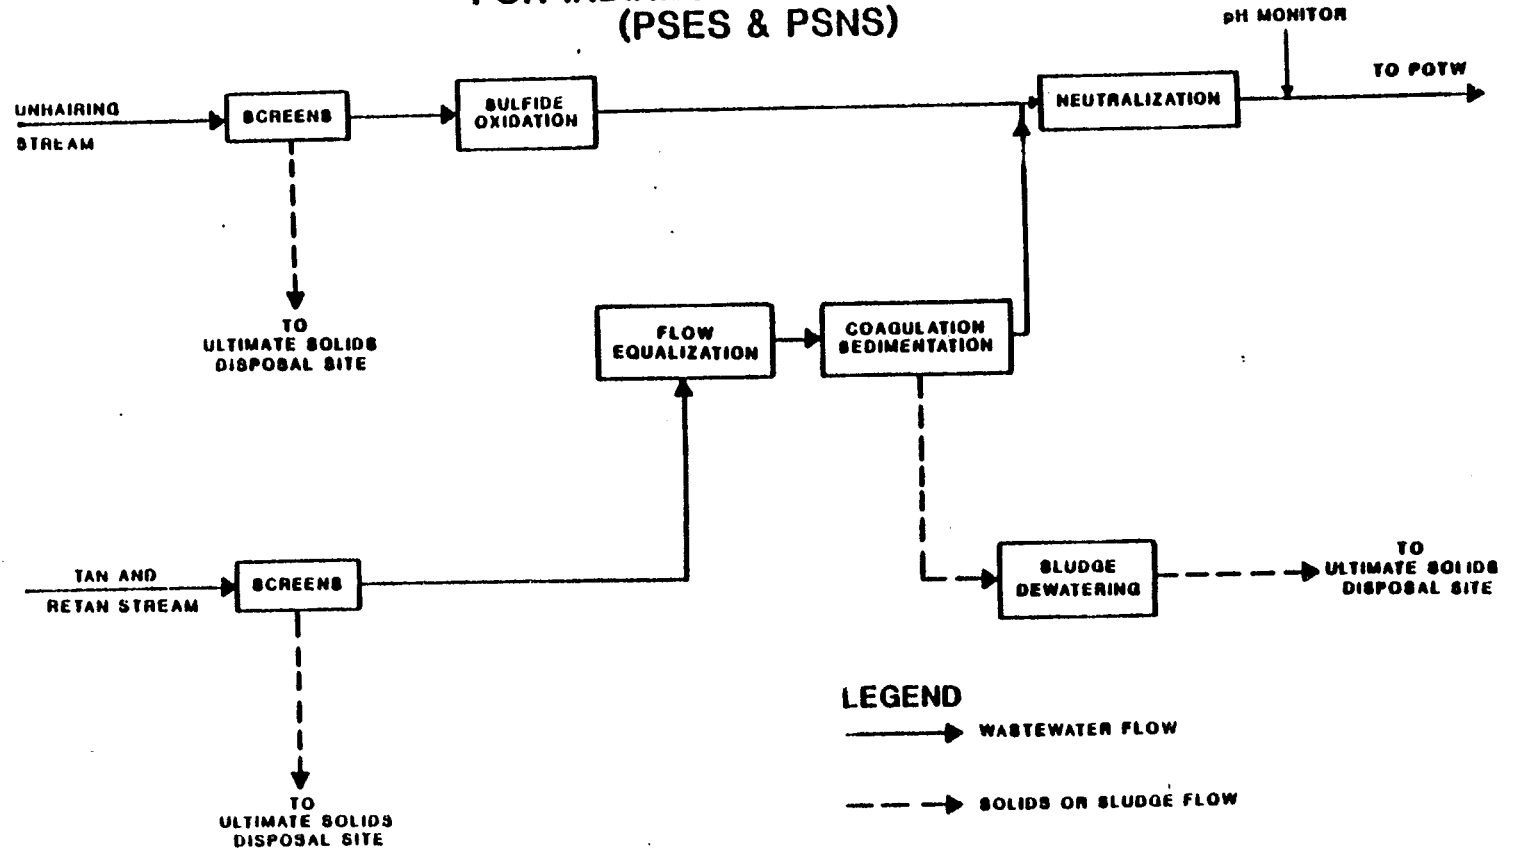 (PSES & PSNS)
pH MONITOR
TO POTW
UNHAIRING
STREAM
SCREENS
SULFIDE
OXIDATION
NEUTRALIZATION
TO
ULTIMATE SOLIDS
DISPOSAL SITE
FLOW
EQUALIZATION
COAGULATION
SEDIMENTATION
TAN AND
RETAN STREAM
SCREENS
SLUDGE
DEWATERING
TO
ULTIMATE SOLIDS
DISPOSAL SITE
TO
ULTIMATE SOLIDS
DISPOSAL SITE
LEGEND
WASTEWATER FLOW
SOLIDS OR SLUDGE FLOW